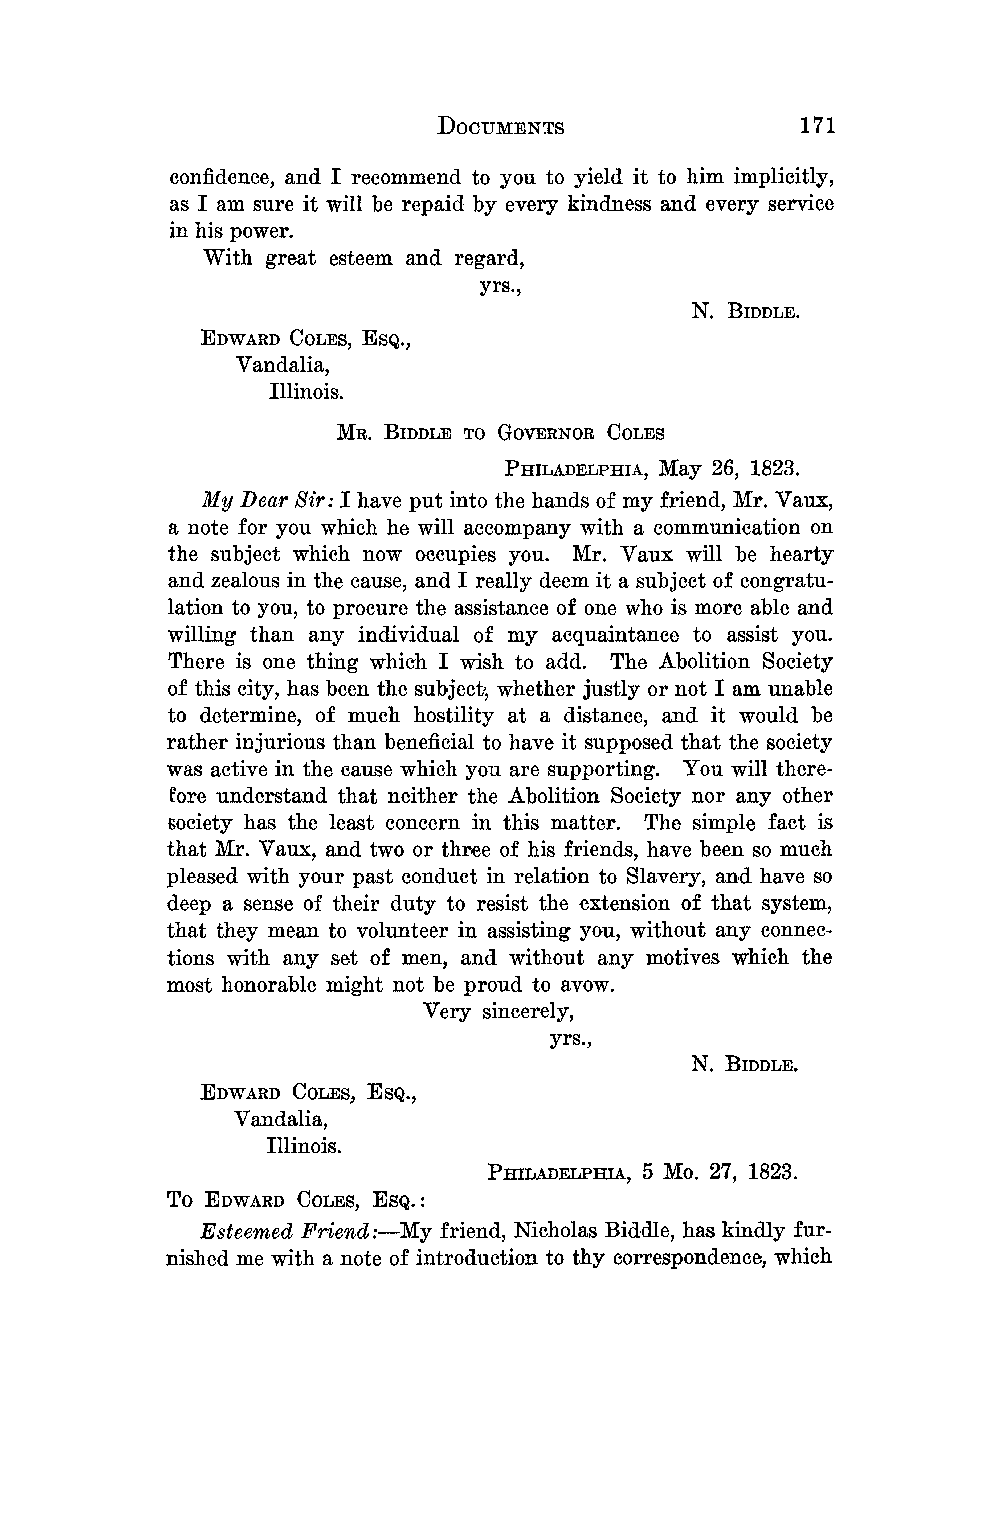 DOCUMENTS 171
confidence, and I recommend to you to yield it to him implicitly,
as I am sure it will be repaid by every kindness and every service
in his power.
With great esteem and regard,
yrs.,
N. BIDDLE.
EDWARD COLES, ESQ.,
Vandalia,
Illinois.
MR. BIDDLE TO GOVERNOR COLES
PHILADELPHIA, May 26, 1823.
My Dear Sir: I have put into the hands of my friend, Mr. Vaux,
a note for you which he will accompany with a communication on
the subject which now occupies you. Mr. Vaux will be hearty
and zealous in the cause, and I really deem it a subject of congratu-
lation to you, to procure the assistance of one who is more able and
willing than any individual of my acquaintance to assist you.
There is one thing which I wish to add. The Abolition Society
of this city, has been the subject, whether justly or not I am unable
to determine, of much hostility at a distance, and it would be
rather injurious than beneficial to have it supposed that the society
was active in the cause which you are supporting. You will there-
fore understand that neither the Abolition Society nor any other
society has the least concern in this matter. The simple fact is
that Mr. Vaux, and two or three of his friends, have been so much
pleased with your past conduct in relation to Slavery, and have so
deep a sense of their duty to resist the extension of that system,
that they mean to volunteer in assisting you, without any connec-
tions with any set of men, and without any motives which the
most honorable might not be proud to avow.
Very sincerely,
yrs.,
N. BIDDLE.
EDWARD COLES, ESQ.,
Vandalia,
Illinois.
PHILADELPHIA, 5 Mo. 27, 1823.
TO EDWARD COLES, ESQ.:
Esteemed Friend:—My friend, Nicholas Biddle, has kindly fur-
nished me with a note of introduction to thy correspondence, which